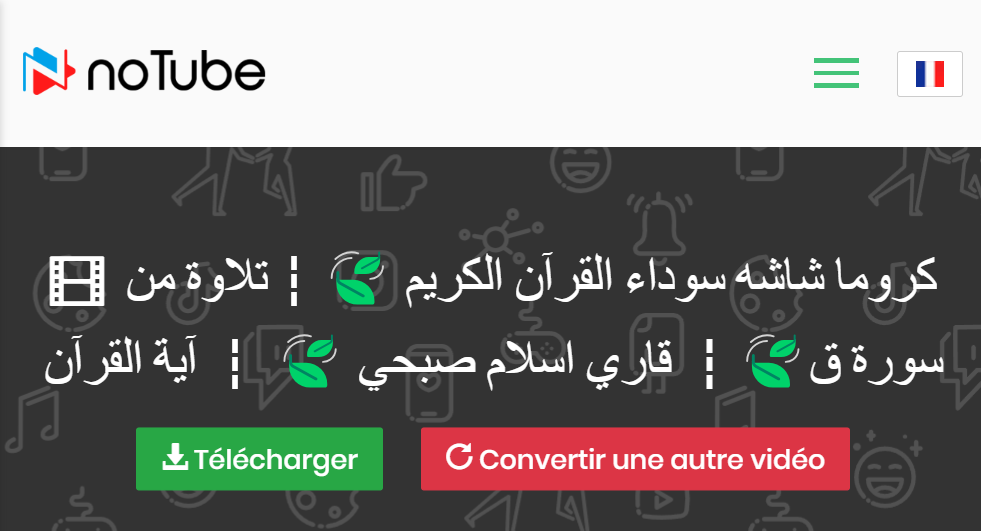 noTube
كروما شاشه سوداء القرآن الكريم 🍃 ┇ تلاوة من
سورة ق 🍃 ┇ قاري اسلام صبحي 🍃 ┇ آية القرآن
Télécharger
Convertir une autre vidéo